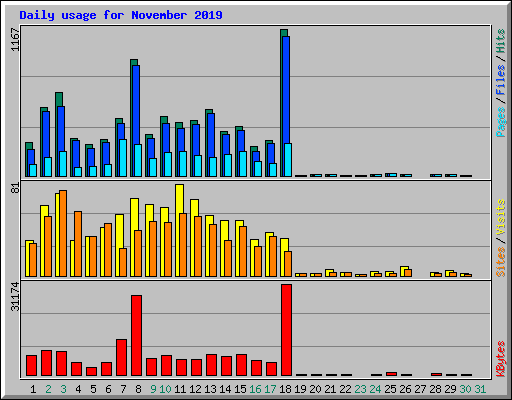 Daily usage for November 2019
1167
Pages / Files / Hits
81
Sites / Visits
31174
KBytes
1 2 3 4 5 6 7 8 9 10 11 12 13 14 15 16 17 18 19 20 21 22 23 24 25 26 27 28 29 30 31